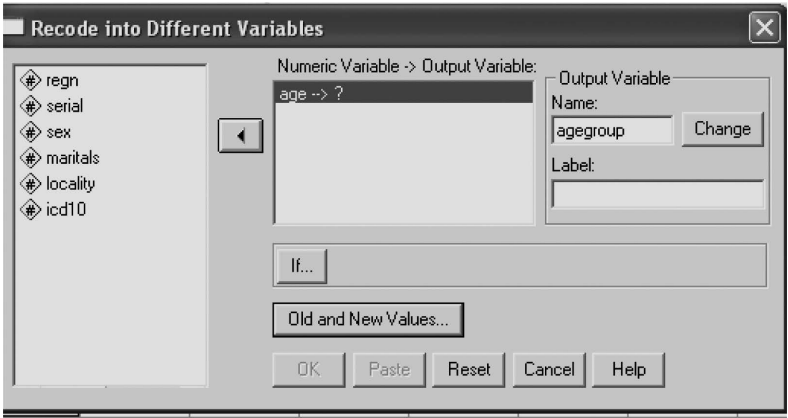 Recode into Different Variables
regn
serial
sex
maritals
locality
icd10
Numeric Variable -> Output Variable:
age --> ?
Output Variable
Name:
agegroup
Change
Label:
If...
Old and New Values...
OK
Paste
Reset
Cancel
Help